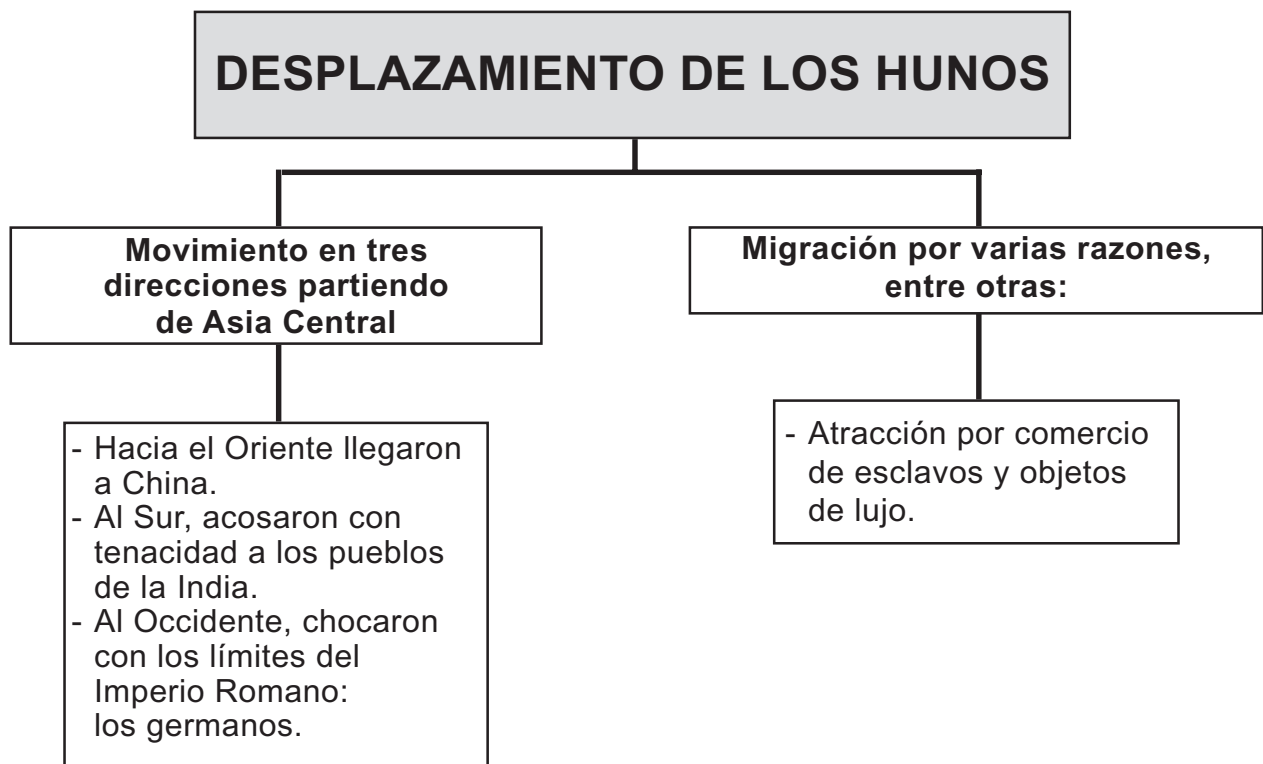 DESPLAZAMIENTO DE LOS HUNOS
Movimiento en tres
direcciones partiendo
de Asia Central
- Hacia el Oriente llegaron
a China.
- Al Sur, acosaron con
tenacidad a los pueblos
de la India.
- Al Occidente, chocaron
con los límites del
Imperio Romano:
los germanos.
Migración por varias razones,
entre otras:
- Atracción por comercio
de esclavos y objetos
de lujo.